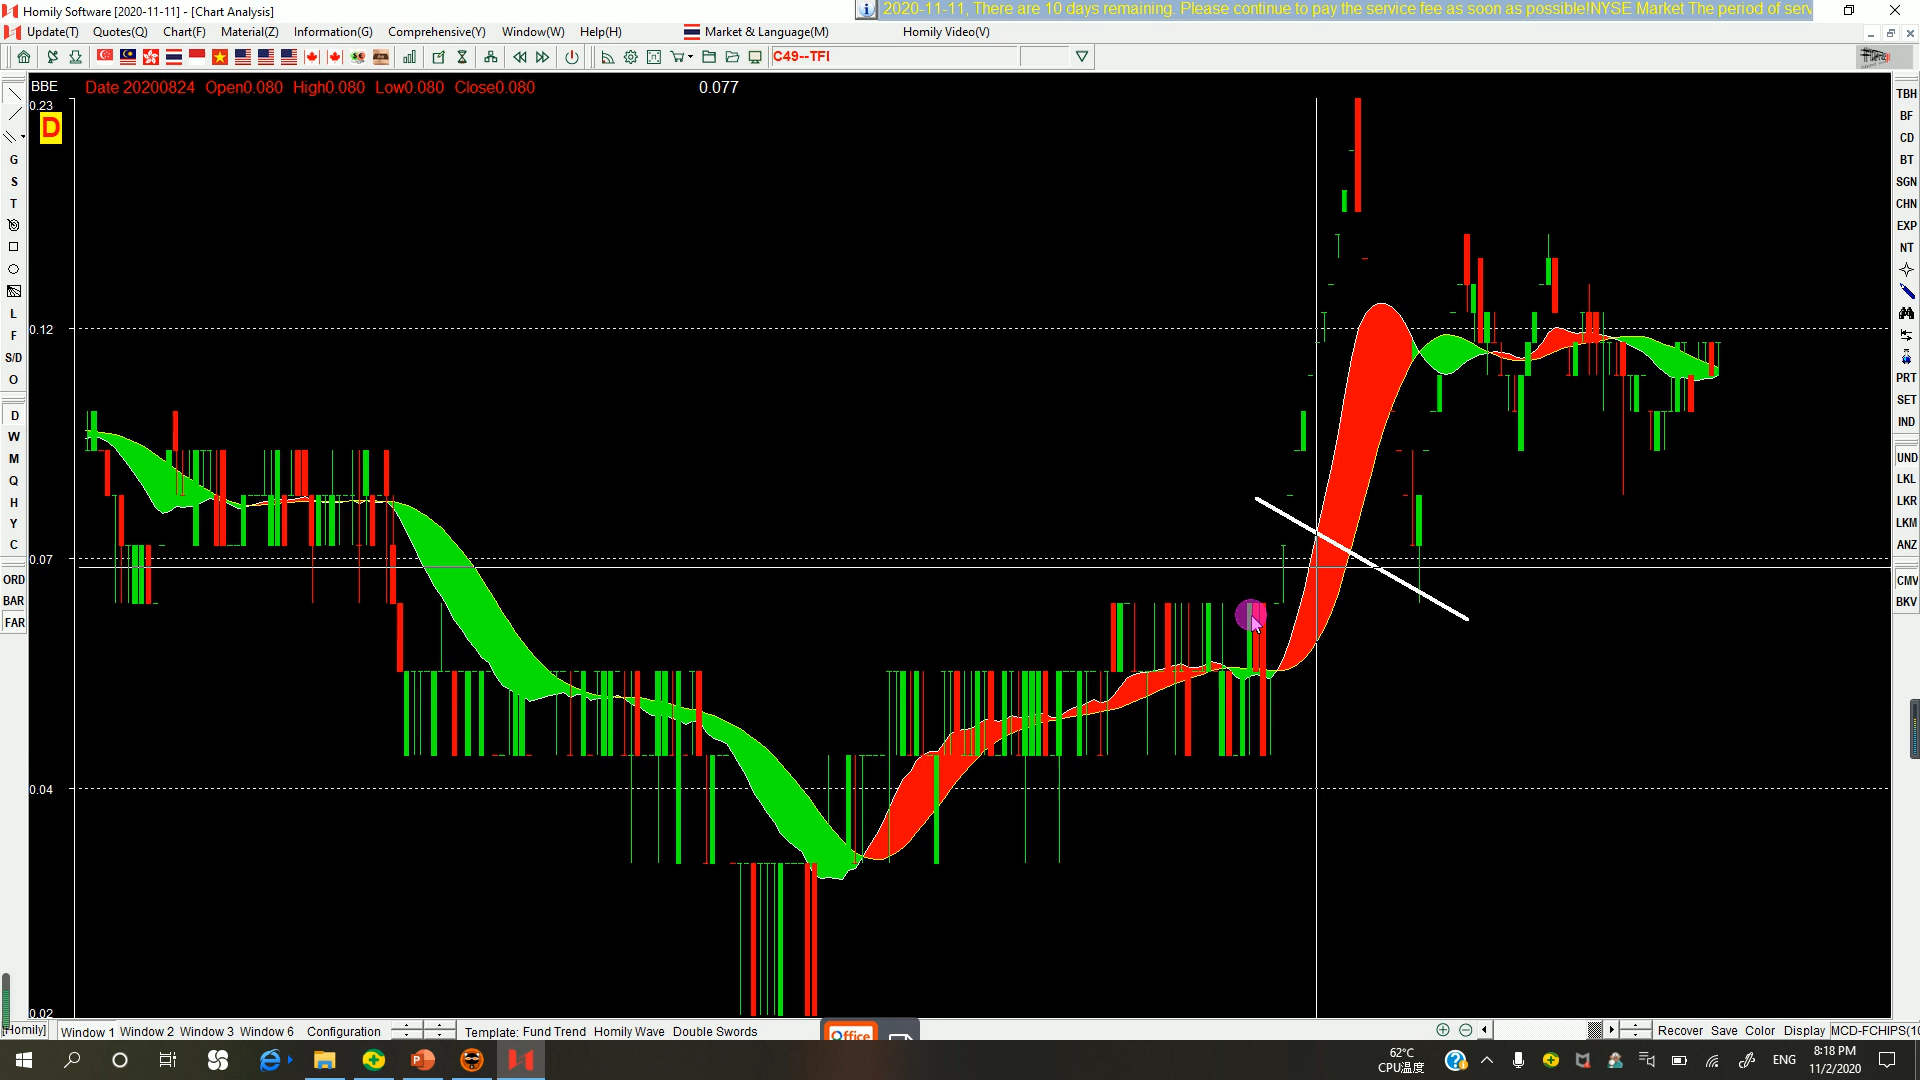 Homily Software [2020-11-11] - [Chart Analysis]
2020-11-11, There are 10 days remaining. Please continue to pay the service fee as soon as possible!NYSE Market The period of serv
Update(T) Quotes(Q) Chart(F) Material(Z) Information(G) Comprehensive(Y) Window(W) Help(H) Market & Language(M) Homily Video(V)
C49--TFI
BBE Date 20200824 Open0.080 High0.080 Low0.080 Close0.080 0.077
0.23
D
0.12
0.07
0.04
0.02
G
S
T
L
F
S/D
O
D
W
M
Q
H
Y
C
ORD
BAR
FAR
TBH
BF
CD
BT
SGN
CHN
EXP
NT
PRT
SET
IND
UND
LKL
LKR
LKM
ANZ
CMV
BKV
[Homily] Window 1 Window 2 Window 3 Window 6 Configuration Template: Fund Trend Homily Wave Double Swords Office Recover Save Color Display MCD-FCHIPS(10
62°C
CPU温度
ENG
8:18 PM
11/2/2020